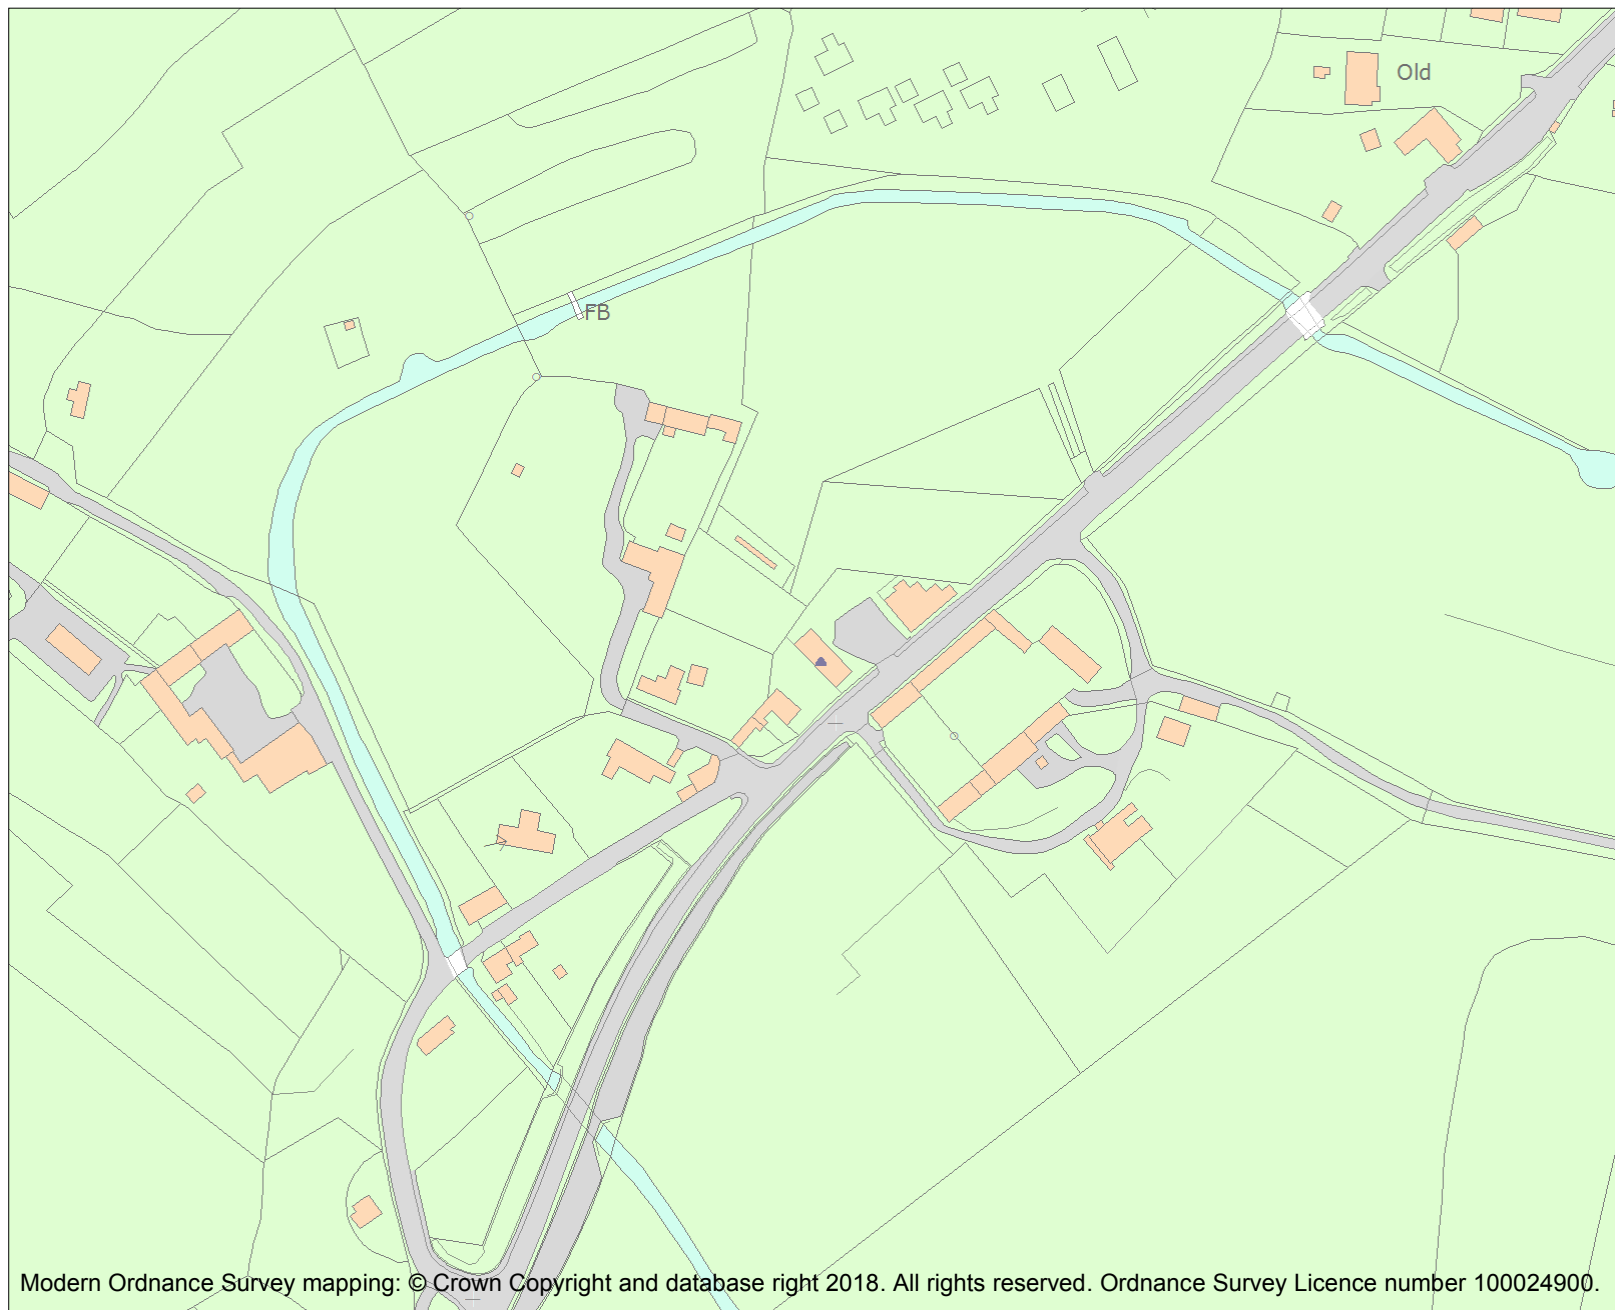 Old
FB
Modern Ordnance Survey mapping: © Crown Copyright and database right 2018. All rights reserved. Ordnance Survey Licence number 100024900.